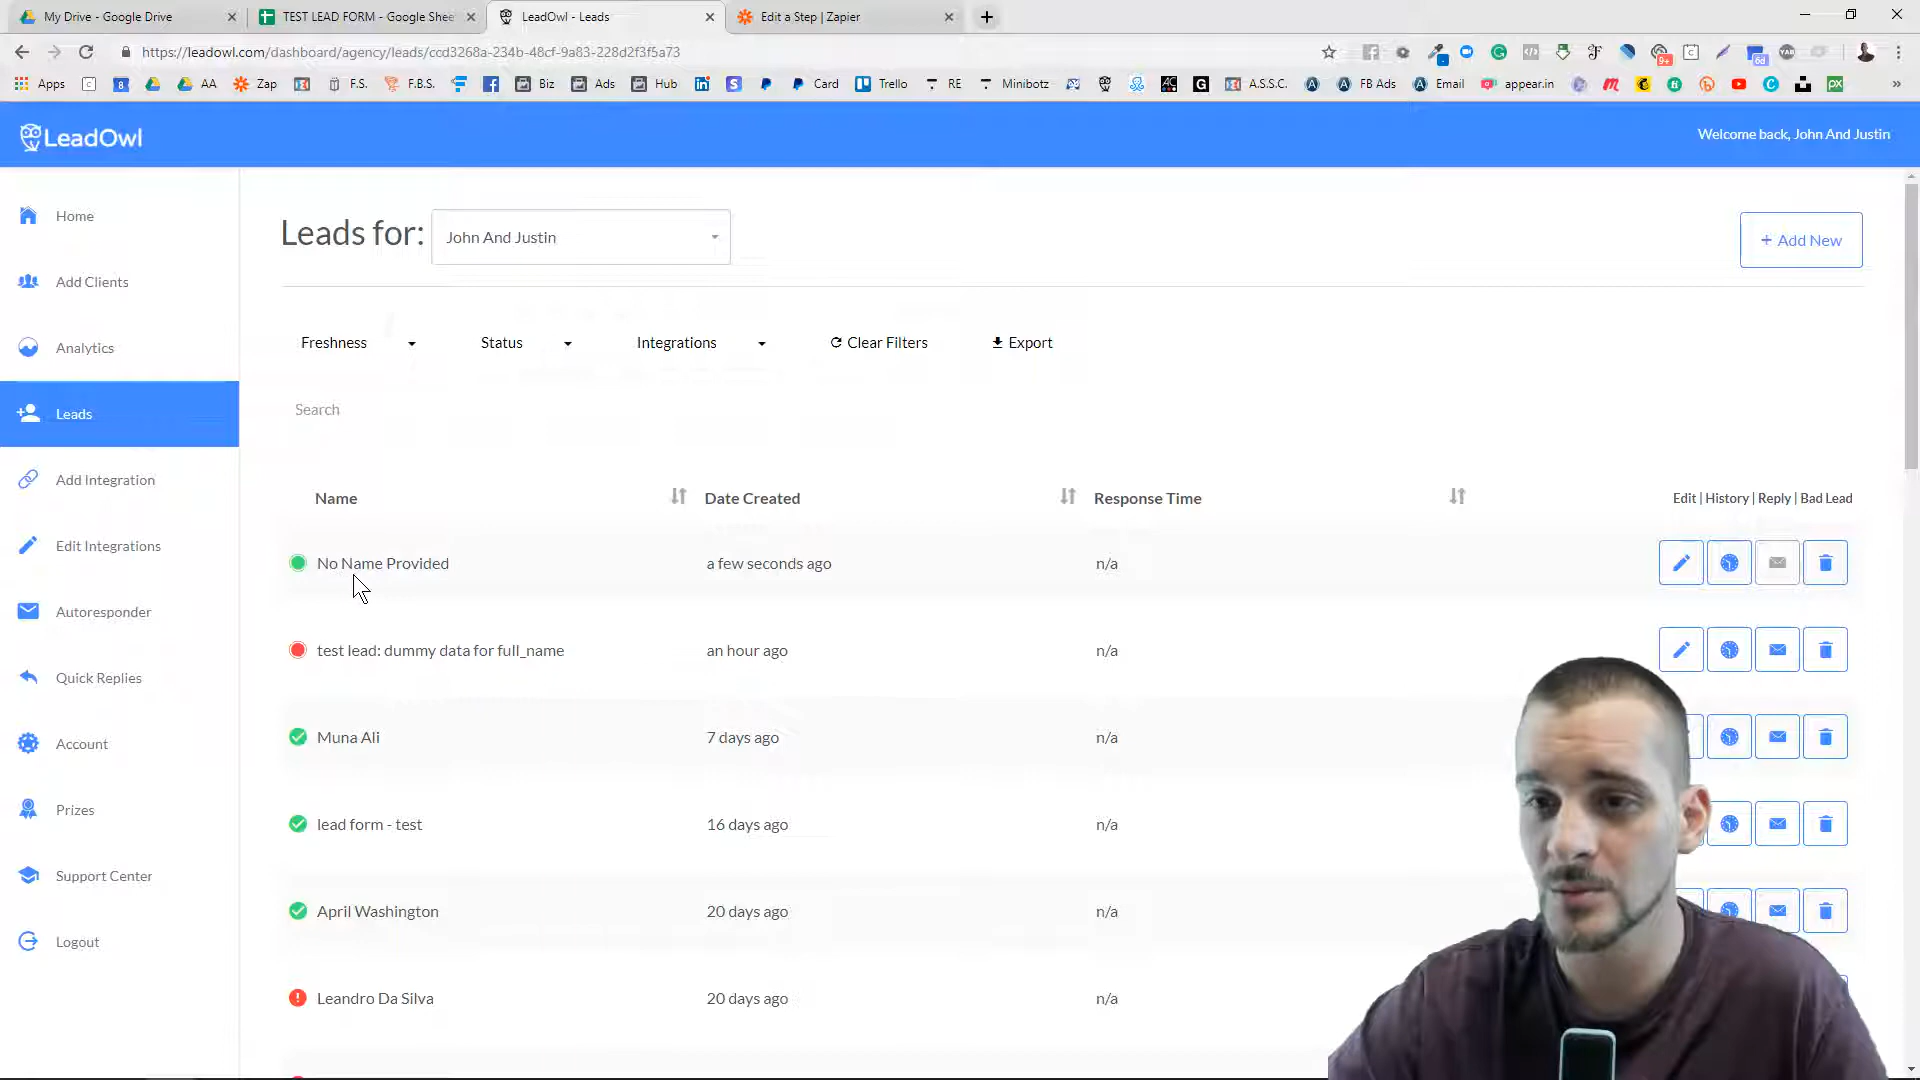 My Drive - Google Drive
TEST LEAD FORM - Google Shee
LeadOwl - Leads
Edit a Step | Zapier
https://leadowl.com/dashboard/agency/leads/ccd3268a-234b-48cf-9a83-228d2f3f5a73
Apps
AA
Zap
F.S.
F.B.S.
Biz
Ads
Hub
Card
Trello
RE
Minibotz
A.S.S.C.
FB Ads
Email
appear.in
LeadOwl
Welcome back, John And Justin
Home
Add Clients
Analytics
Leads
Add Integration
Edit Integrations
Autoresponder
Quick Replies
Account
Prizes
Support Center
Logout
Leads for: John And Justin
+ Add New
Freshness Status Integrations Clear Filters Export
Search
Name Date Created Response Time Edit | History | Reply | Bad Lead
No Name Provided a few seconds ago n/a
test lead: dummy data for full_name an hour ago n/a
Muna Ali 7 days ago n/a
lead form - test 16 days ago n/a
April Washington 20 days ago n/a
Leandro Da Silva 20 days ago n/a